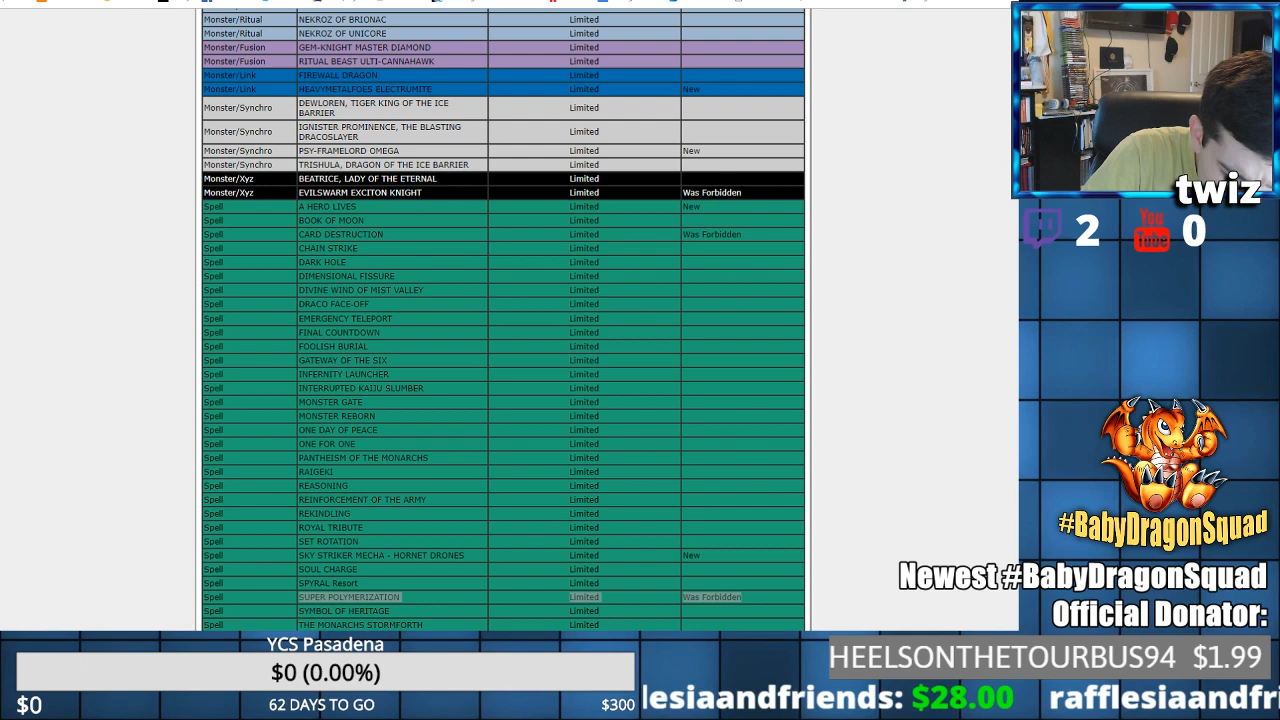 Monster/Ritual NEKROZ OF BRIONAC Limited
Monster/Ritual NEKROZ OF UNICORE Limited
Monster/Fusion GEM-KNIGHT MASTER DIAMOND Limited
Monster/Fusion RITUAL BEAST ULTI-CANNAHAWK Limited
Monster/Link FIREWALL DRAGON Limited
Monster/Link HEAVYMETALFOES ELECTRUMITE Limited New
Monster/Synchro DEWLOREN, TIGER KING OF THE ICE
BARRIER Limited
Monster/Synchro IGNISTER PROMINENCE, THE BLASTING
DRACOSLAYER Limited
Monster/Synchro PSY-FRAMELORD OMEGA Limited New
Monster/Synchro TRISHULA, DRAGON OF THE ICE BARRIER Limited
Monster/Xyz BEATRICE, LADY OF THE ETERNAL Limited
Monster/Xyz EVILSWARM EXCITON KNIGHT Limited Was Forbidden
Spell A HERO LIVES Limited New
Spell BOOK OF MOON Limited
Spell CARD DESTRUCTION Limited Was Forbidden
Spell CHAIN STRIKE Limited
Spell DARK HOLE Limited
Spell DIMENSIONAL FISSURE Limited
Spell DIVINE WIND OF MIST VALLEY Limited
Spell DRACO FACE-OFF Limited
Spell EMERGENCY TELEPORT Limited
Spell FINAL COUNTDOWN Limited
Spell FOOLISH BURIAL Limited
Spell GATEWAY OF THE SIX Limited
Spell INFERNITY LAUNCHER Limited
Spell INTERRUPTED KAIJU SLUMBER Limited
Spell MONSTER GATE Limited
Spell MONSTER REBORN Limited
Spell ONE DAY OF PEACE Limited
Spell ONE FOR ONE Limited
Spell PANTHEISM OF THE MONARCHS Limited
Spell RAIGEKI Limited
Spell REASONING Limited
Spell REINFORCEMENT OF THE ARMY Limited
Spell REKINDLING Limited
Spell ROYAL TRIBUTE Limited
Spell SET ROTATION Limited
Spell SKY STRIKER MECHA - HORNET DRONES Limited New
Spell SOUL CHARGE Limited
Spell SPYRAL Resort Limited
Spell SUPER POLYMERIZATION Limited Was Forbidden
Spell SYMBOL OF HERITAGE Limited
Spell THE MONARCHS STORMFORTH Limited
twiz
2 You Tube 0
#BabyDragonSquad
Newest #BabyDragonSquad
Official Donator:
HEELSONTHETOURBUS94 $1.99
lesiaandfriends: $28.00 rafflesiaandfri
YCS Pasadena
$0 (0.00%)
$0 62 DAYS TO GO $300